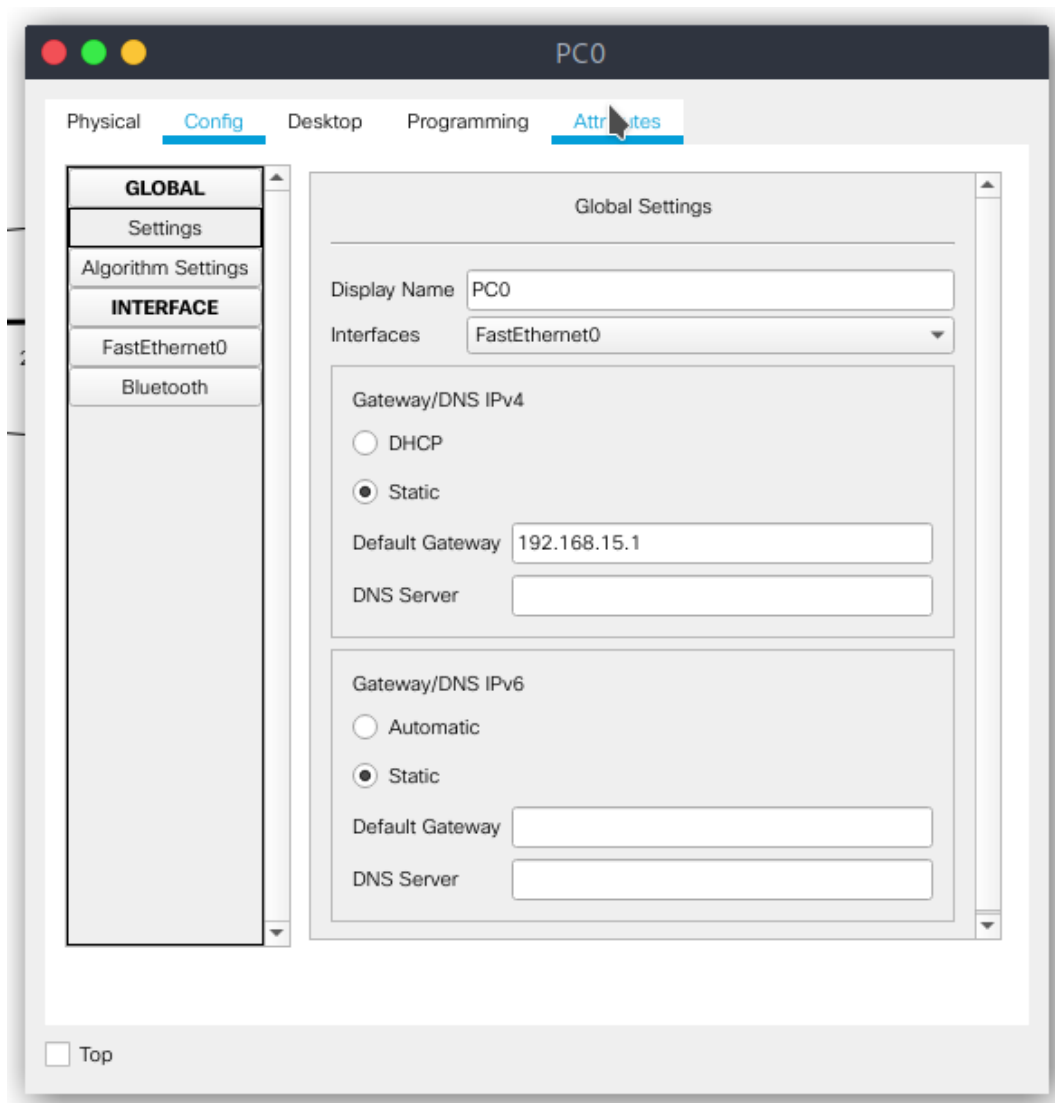 PC0
Physical Config Desktop Programming
GLOBAL
Settings
Algorithm Settings
INTERFACE
FastEthernet0
Bluetooth
Global Settings
Display Name PC0
Interfaces FastEthernet0
Gateway/DNS IPv4
DHCP
Static
Default Gateway 192.168.15.1
DNS Server
Gateway/DNS IPv6
Automatic
Static
Default Gateway
DNS Server
Top